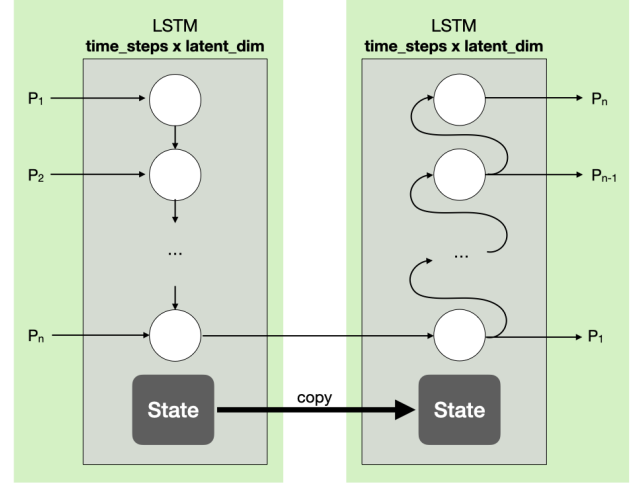 LSTM
time_steps x latent_dim
P₁
P₂
...
Pₙ
State
copy
LSTM
time_steps x latent_dim
Pₙ
Pₙ₋₁
...
P₁
State